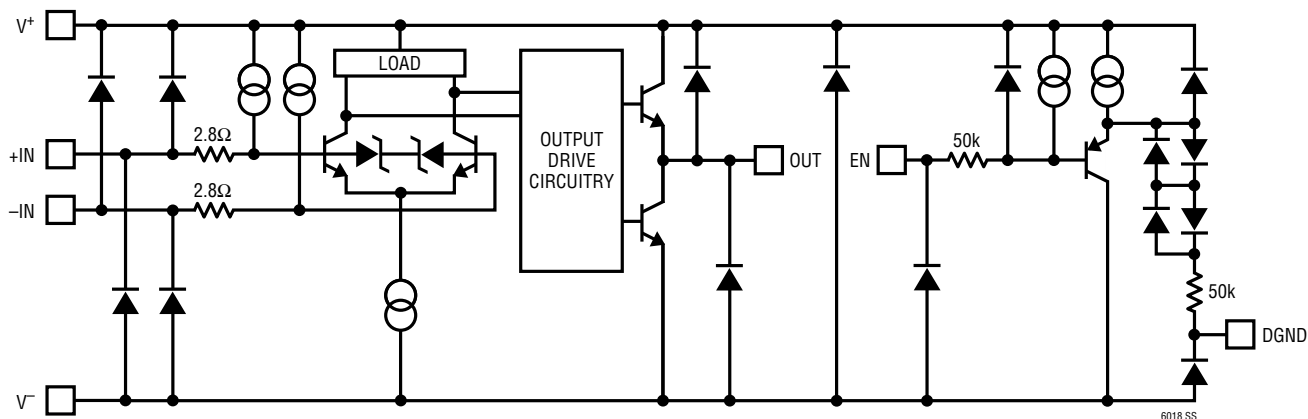 V+
LOAD
2.8Ω
+IN
2.8Ω
–IN
OUTPUT
DRIVE
CIRCUITRY
OUT
EN
50k
50k
DGND
V–
6018 SS